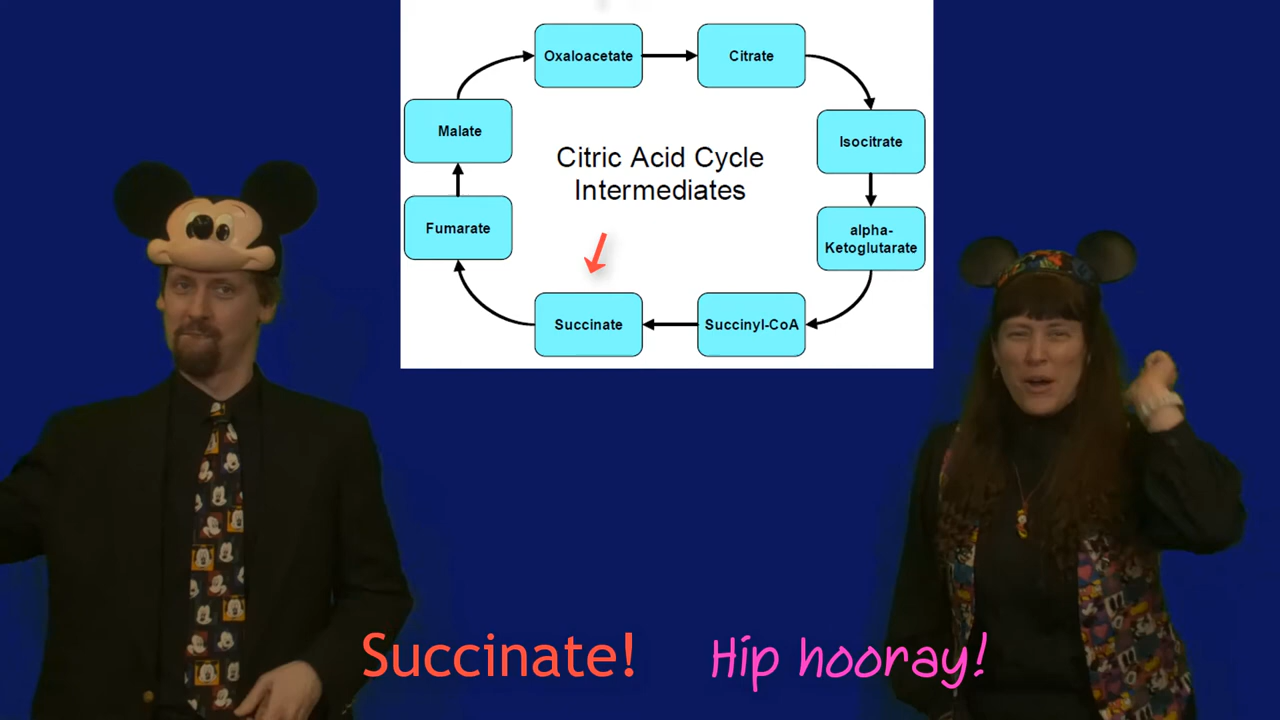 Oxaloacetate
Citrate
Malate
Isocitrate
Citric Acid Cycle
Intermediates
Fumarate
alpha-
Ketoglutarate
Succinate
Succinyl-CoA
Succinate! Hip hooray!